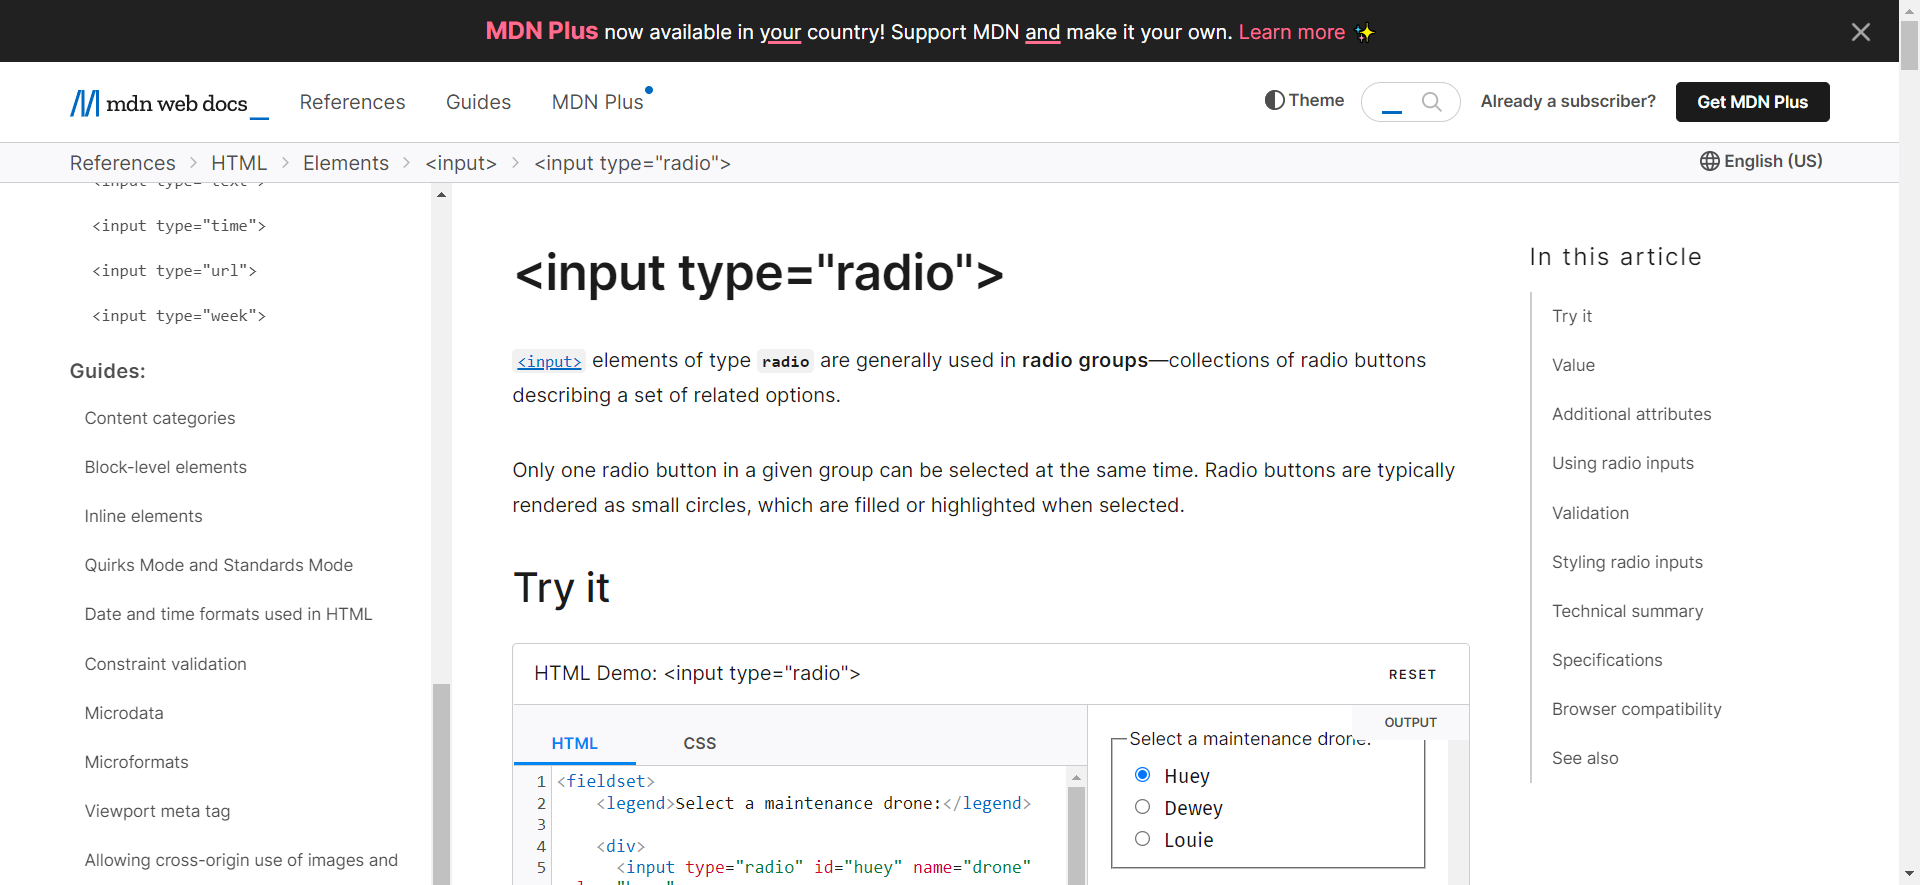 MDN Plus now available in your country! Support MDN and make it your own. Learn more ✨
mdn web docs_
References
Guides
MDN Plus
Theme
Already a subscriber?
Get MDN Plus
References > HTML > Elements > <input> > <input type="radio">
English (US)
<input type="text">
<input type="time">
<input type="url">
<input type="week">
Guides:
Content categories
Block-level elements
Inline elements
Quirks Mode and Standards Mode
Date and time formats used in HTML
Constraint validation
Microdata
Microformats
Viewport meta tag
Allowing cross-origin use of images and
<input type="radio">
<input> elements of type radio are generally used in radio groups—collections of radio buttons
describing a set of related options.
Only one radio button in a given group can be selected at the same time. Radio buttons are typically
rendered as small circles, which are filled or highlighted when selected.
Try it
HTML Demo: <input type="radio">
RESET
HTML
CSS
1 <fieldset>
2 <legend>Select a maintenance drone:</legend>
3
4 <div>
5 <input type="radio" id="huey" name="drone"
OUTPUT
Select a maintenance drone:
Huey
Dewey
Louie
In this article
Try it
Value
Additional attributes
Using radio inputs
Validation
Styling radio inputs
Technical summary
Specifications
Browser compatibility
See also